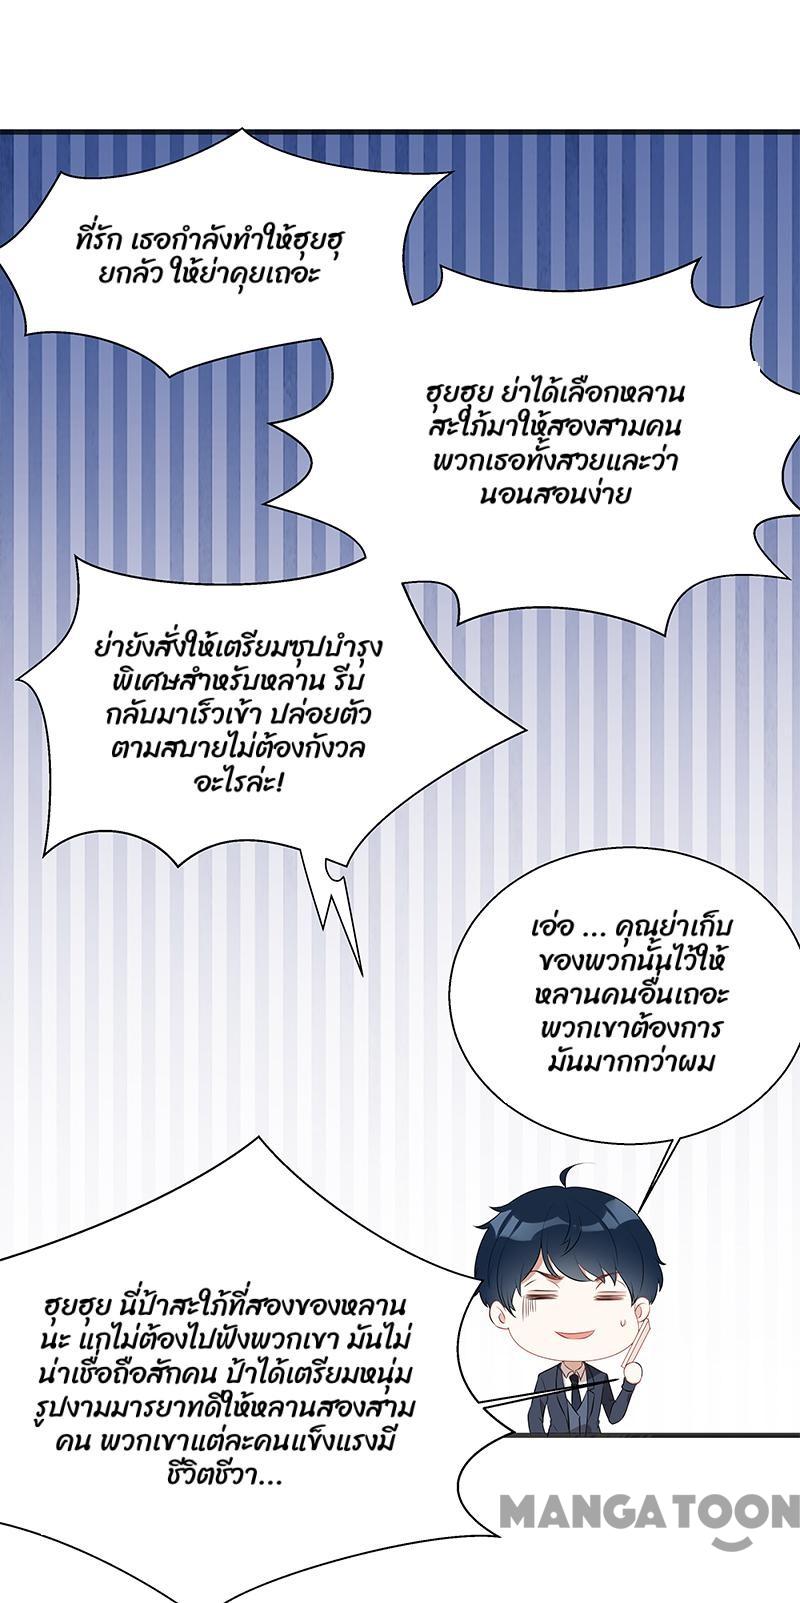 ที่รัก เธอกำลังทำให้ฮุยฮุ
ยกลัว ให้ย่าคุยเถอะ
ฮุยฮุย ย่าได้เลือกหลาน
สะใภ้มาให้สองสามคน
พวกเธอทั้งสวยและว่า
นอนสอนง่าย
ย่ายังสั่งให้เตรียมซุปบำรุง
พิเศษสำหรับหลาน รีบ
กลับมาเร็วเข้า ปล่อยตัว
ตามสบายไม่ต้องกังวล
อะไรล่ะ!
เอ่อ ... คุณย่าเก็บ
ของพวกนั้นไว้ให้
หลานคนอื่นเถอะ
พวกเขาต้องการ
มันมากกว่าผม
ฮุยฮุย นี่ป้าสะใภ้ที่สองของหลาน
นะ แกไม่ต้องไปฟังพวกเขา มันไม่
น่าเชื่อถือสักคน ป้าได้เตรียมหนุ่ม
รูปงามมารยาทดีให้หลานสองสาม
คน พวกเขาแต่ละคนแข็งแรงมี
ชีวิตชีวา...
MANGATOON